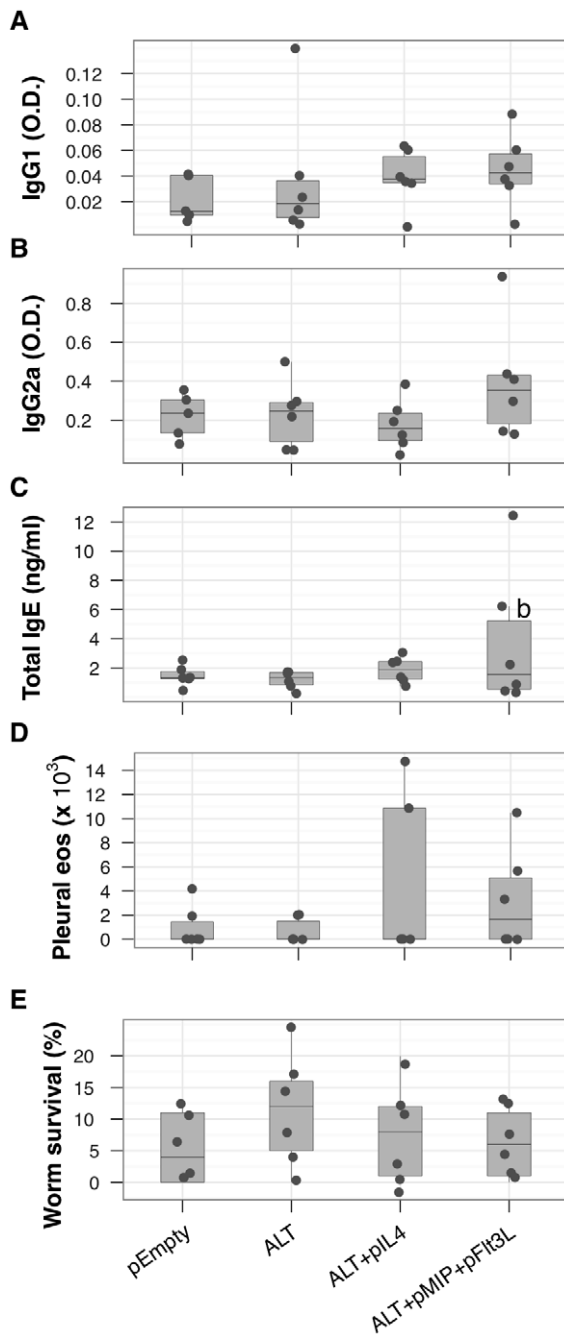 A
IgG1 (O.D.)
0.12
0.10
0.08
0.06
0.04
0.02
B
IgG2a (O.D.)
0.8
0.6
0.4
0.2
C
Total IgE (ng/ml)
12
10
8
6
4
2
b
D
Pleural eos (x 10³)
14
12
10
8
6
4
2
0
E
Worm survival (%)
20
15
10
5
0
pEmpty
ALT
ALT+pIL4
ALT+pMIP+pFlt3L